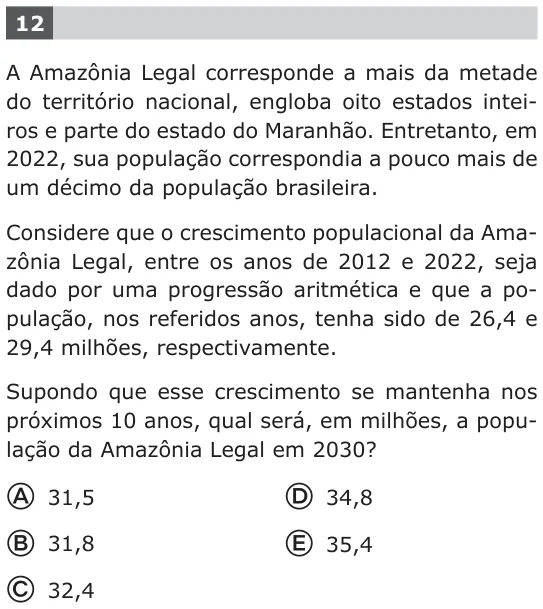 12
A Amazônia Legal corresponde a mais da metade
do território nacional, engloba oito estados intei-
ros e parte do estado do Maranhão. Entretanto, em
2022, sua população correspondia a pouco mais de
um décimo da população brasileira.
Considere que o crescimento populacional da Ama-
zônia Legal, entre os anos de 2012 e 2022, seja
dado por uma progressão aritmética e que a po-
pulação, nos referidos anos, tenha sido de 26,4 e
29,4 milhões, respectivamente.
Supondo que esse crescimento se mantenha nos
próximos 10 anos, qual será, em milhões, a popu-
lação da Amazônia Legal em 2030?
A 31,5
B 31,8
C 32,4
D 34,8
E 35,4